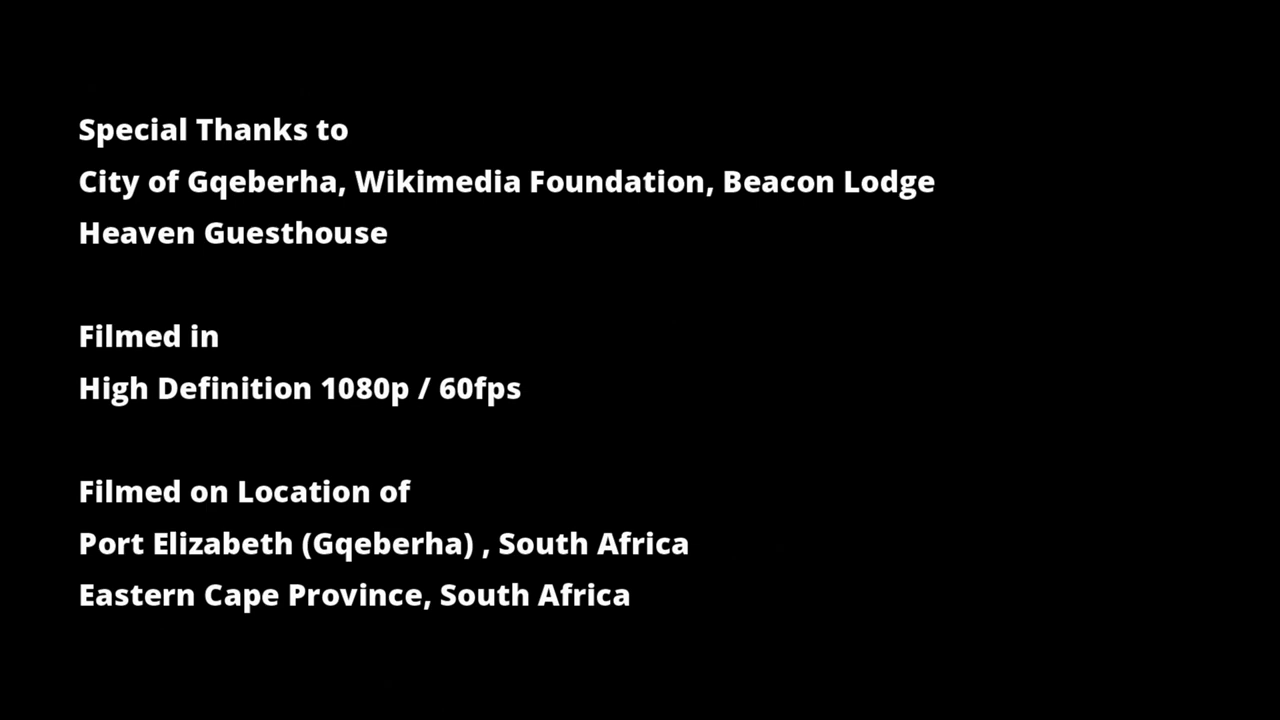 Special Thanks to
City of Gqeberha, Wikimedia Foundation, Beacon Lodge
Heaven Guesthouse
Filmed in
High Definition 1080p / 60fps
Filmed on Location of
Port Elizabeth (Gqeberha) , South Africa
Eastern Cape Province, South Africa